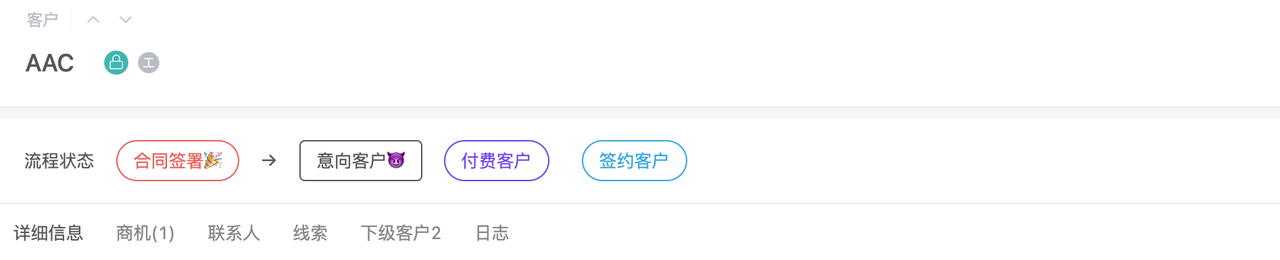 客户
AAC 工
流程状态 合同签署🎉 → 意向客户😈 付费客户 签约客户
详细信息 商机(1) 联系人 线索 下级客户2 日志